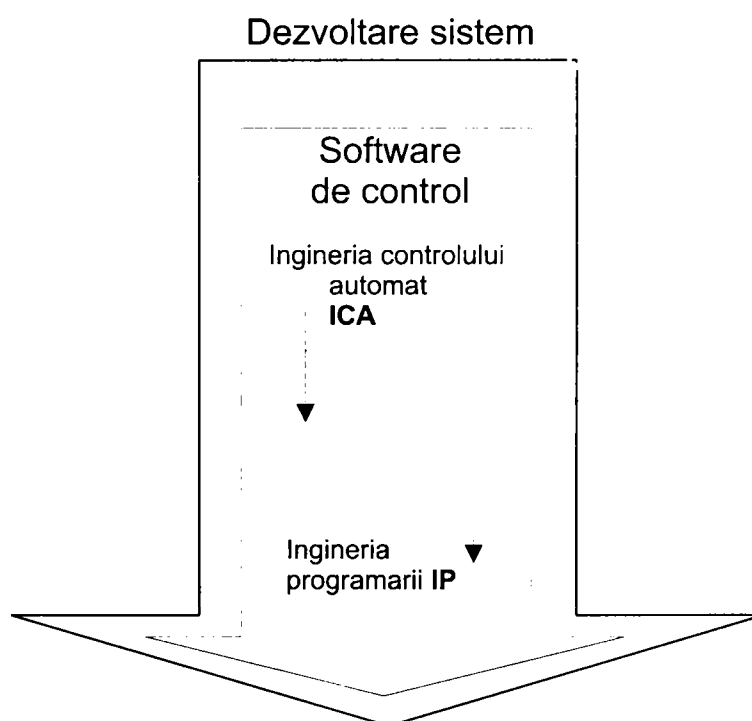 Dezvoltare sistem
Software
de control
Ingineria controlului
automat
ICA
Ingineria
programarii IP